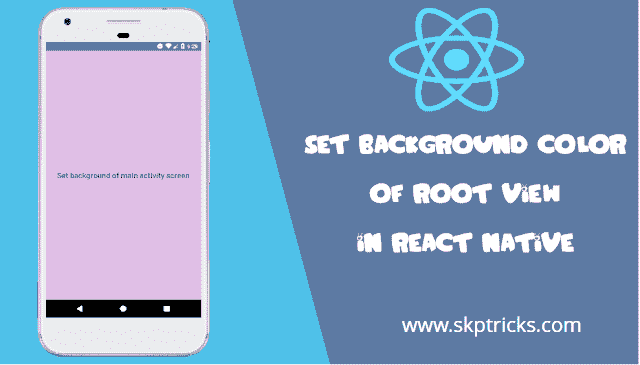 Set background of main activity screen
SET BACKGROUND COLOR
OF ROOT VIEW
IN REACT NATIVE
www.skptricks.com